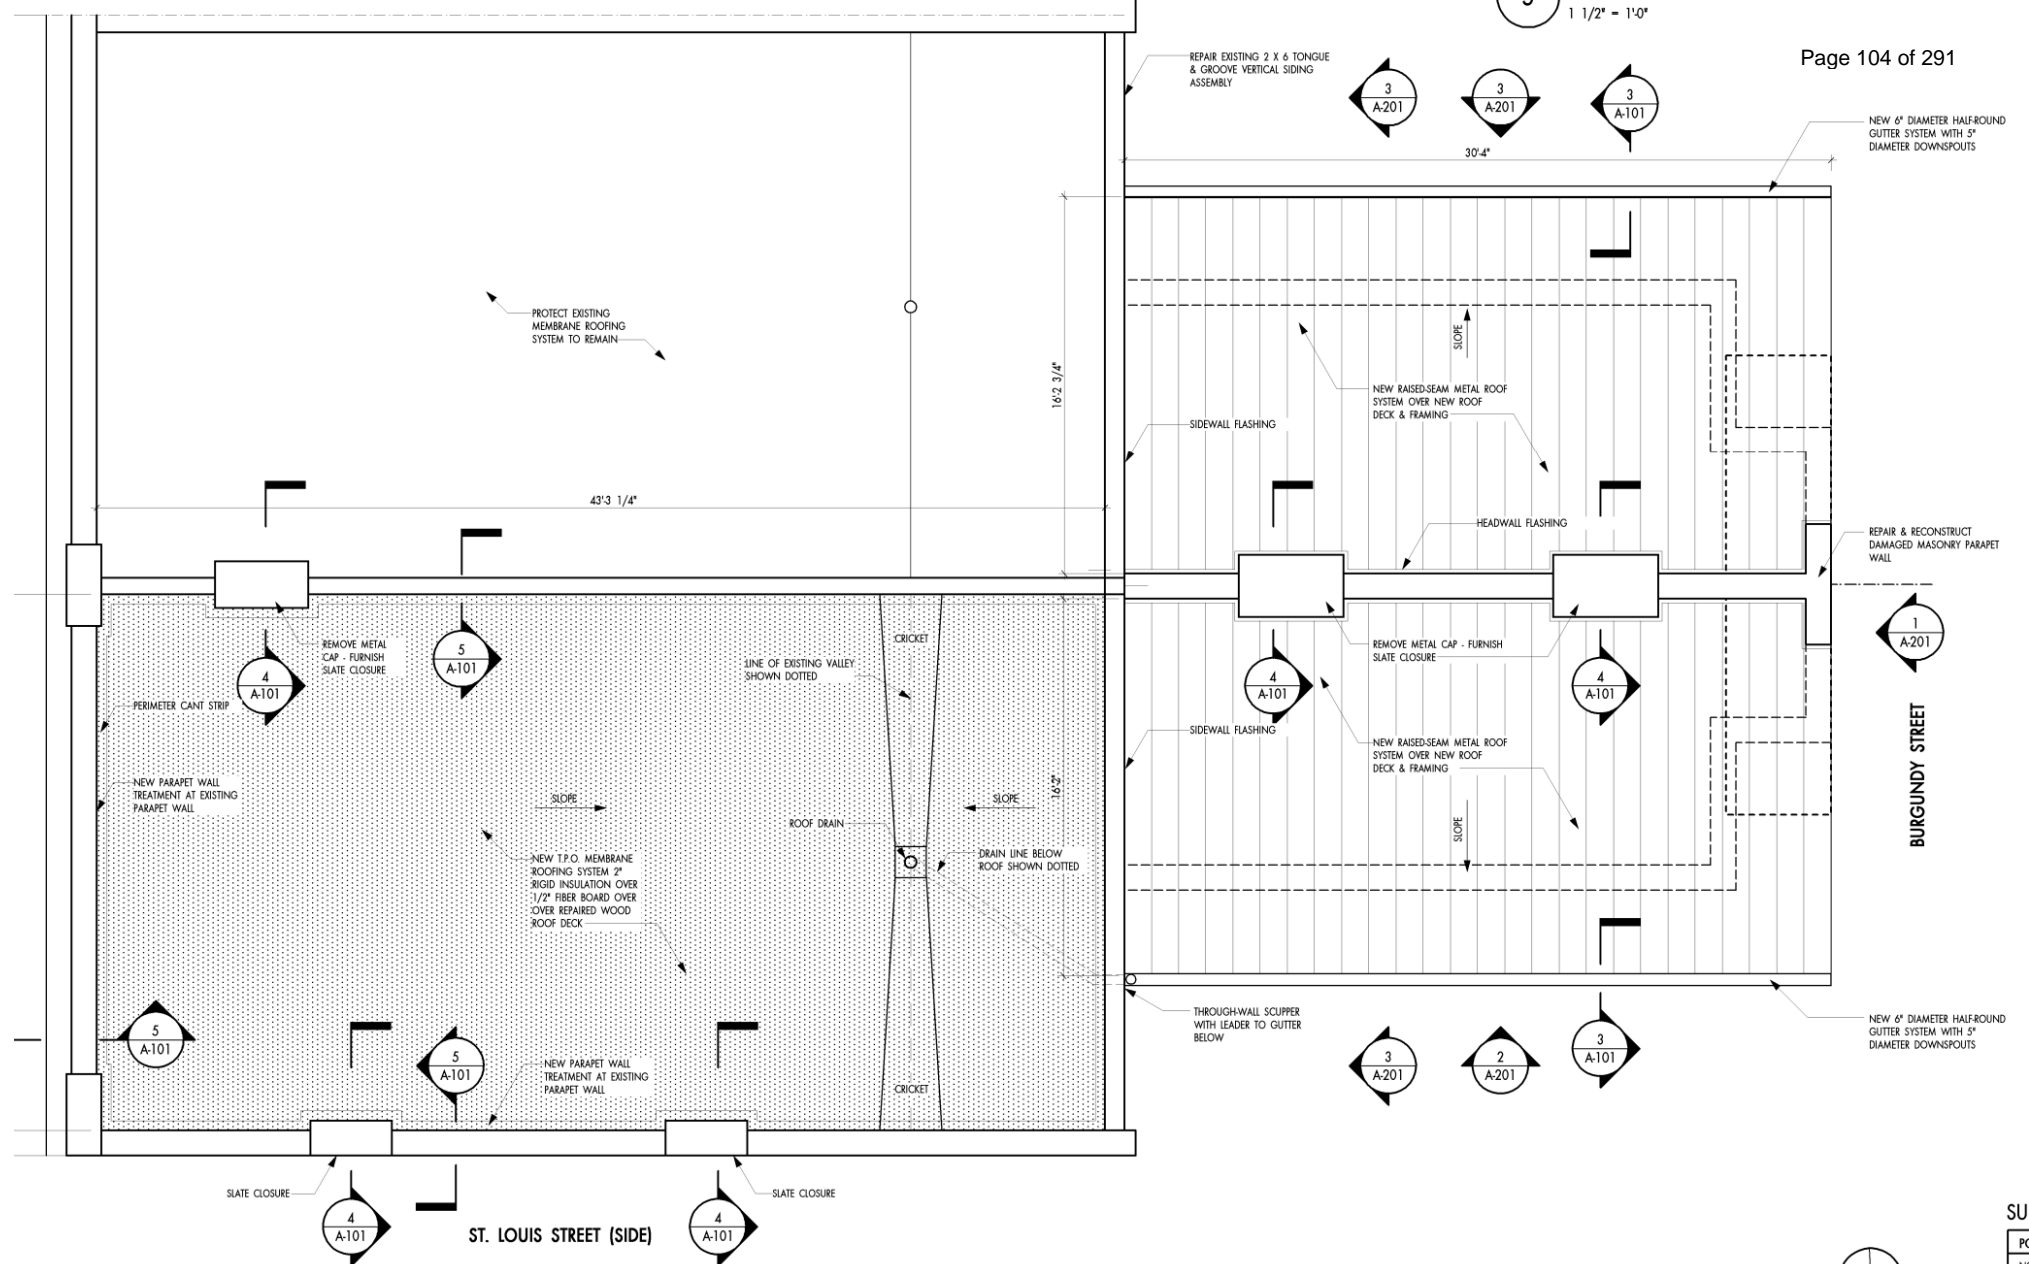 1 1/2" = 1'-0"
Page 104 of 291
REPAIR EXISTING 2 X 6 TONGUE
& GROOVE VERTICAL SIDING
ASSEMBLY
3
A-201
3
A-201
3
A-101
NEW 6" DIAMETER HALF-ROUND
GUTTER SYSTEM WITH 5"
DIAMETER DOWNSPOUTS
30'-4"
PROTECT EXISTING
MEMBRANE ROOFING
SYSTEM TO REMAIN
SLOPE
16'-2 3/4"
NEW RAISED-SEAM METAL ROOF
SYSTEM OVER NEW ROOF
DECK & FRAMING
SIDEWALL FLASHING
43'-3 1/4"
HEADWALL FLASHING
REPAIR & RECONSTRUCT
DAMAGED MASONRY PARAPET
WALL
1
A-201
CRICKET
REMOVE METAL
CAP - FURNISH
SLATE CLOSURE
5
A-101
4
A-101
LINE OF EXISTING VALLEY
SHOWN DOTTED
REMOVE METAL CAP - FURNISH
SLATE CLOSURE
4
A-101
4
A-101
PERIMETER CANT STRIP
SIDEWALL FLASHING
NEW RAISED-SEAM METAL ROOF
SYSTEM OVER NEW ROOF
DECK & FRAMING
BURGUNDY STREET
NEW PARAPET WALL
TREATMENT AT EXISTING
PARAPET WALL
SLOPE
SLOPE
16'-2"
ROOF DRAIN
SLOPE
DRAIN LINE BELOW
ROOF SHOWN DOTTED
NEW T.P.O. MEMBRANE
ROOFING SYSTEM 2"
RIGID INSULATION OVER
1/2" FIBER BOARD OVER
OVER REPAIRED WOOD
ROOF DECK
THROUGH-WALL SCUPPER
WITH LEADER TO GUTTER
BELOW
NEW 6" DIAMETER HALF-ROUND
GUTTER SYSTEM WITH 5"
DIAMETER DOWNSPOUTS
5
A-101
5
A-101
NEW PARAPET WALL
TREATMENT AT EXISTING
PARAPET WALL
CRICKET
3
A-201
2
A-201
3
A-101
SLATE CLOSURE
SLATE CLOSURE
4
A-101
ST. LOUIS STREET (SIDE)
4
A-101
SU